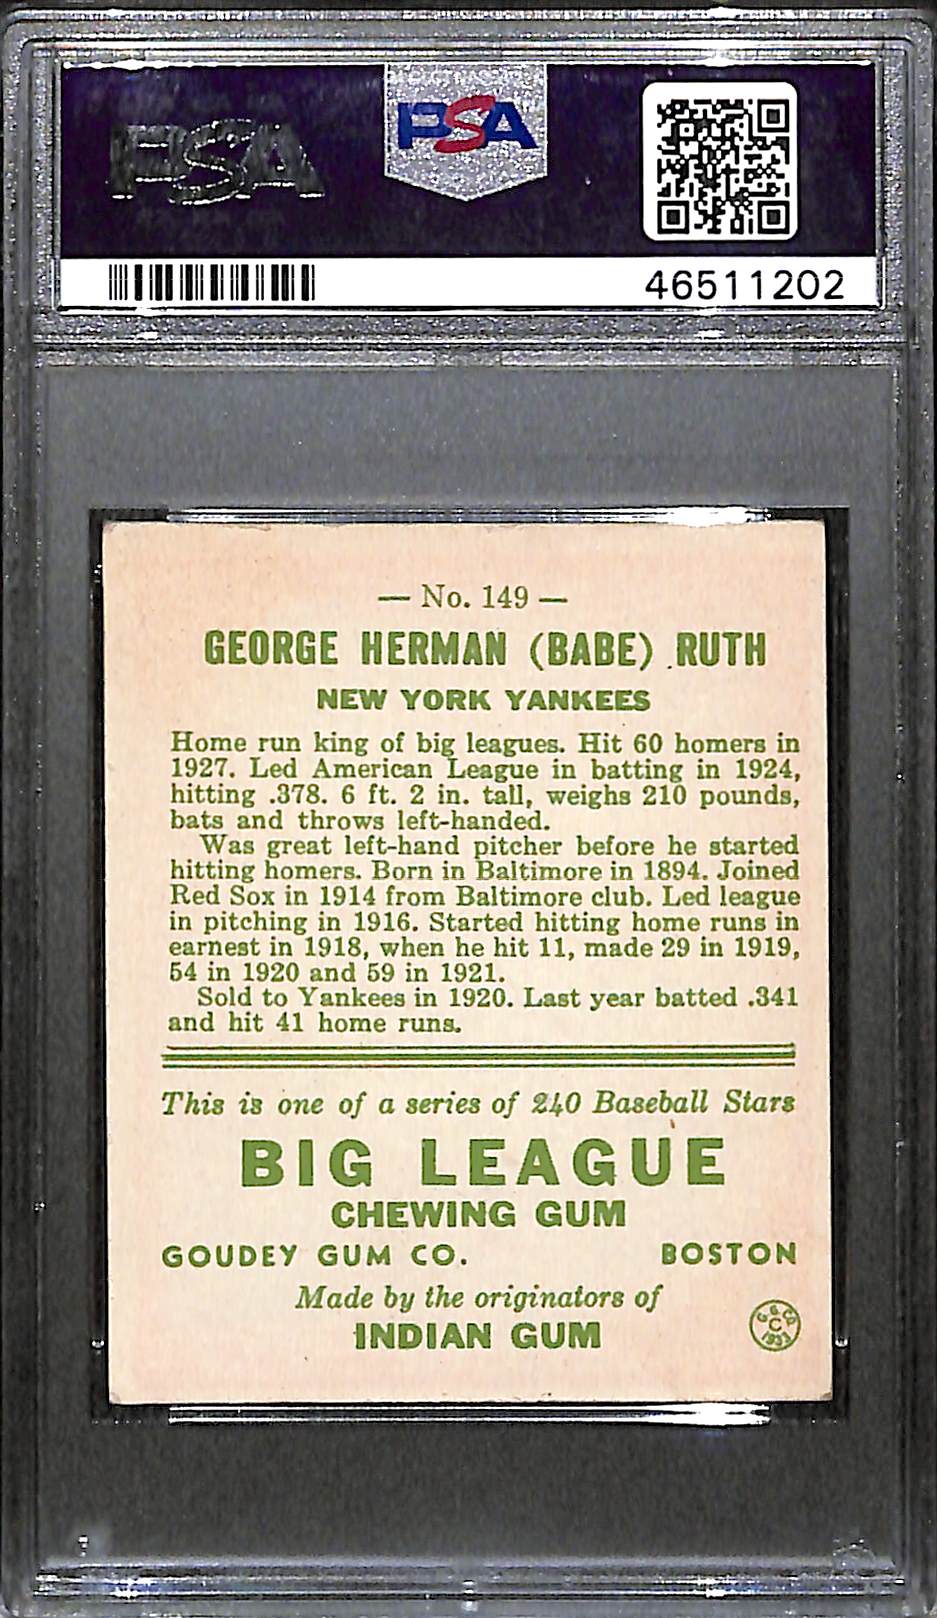 PSA
PSA
46511202
— No. 149 —
GEORGE HERMAN (BABE) RUTH
NEW YORK YANKEES
Home run king of big leagues. Hit 60 homers in
1927. Led American League in batting in 1924,
hitting .378. 6 ft. 2 in. tall, weighs 210 pounds,
bats and throws left-handed.
Was great left-hand pitcher before he started
hitting homers. Born in Baltimore in 1894. Joined
Red Sox in 1914 from Baltimore club. Led league
in pitching in 1916. Started hitting home runs in
earnest in 1918, when he hit 11, made 29 in 1919,
54 in 1920 and 59 in 1921.
Sold to Yankees in 1920. Last year batted .341
and hit 41 home runs.
This is one of a series of 240 Baseball Stars
BIG LEAGUE
CHEWING GUM
GOUDEY GUM CO. BOSTON
Made by the originators of
INDIAN GUM
G. G. CO.
C
1933